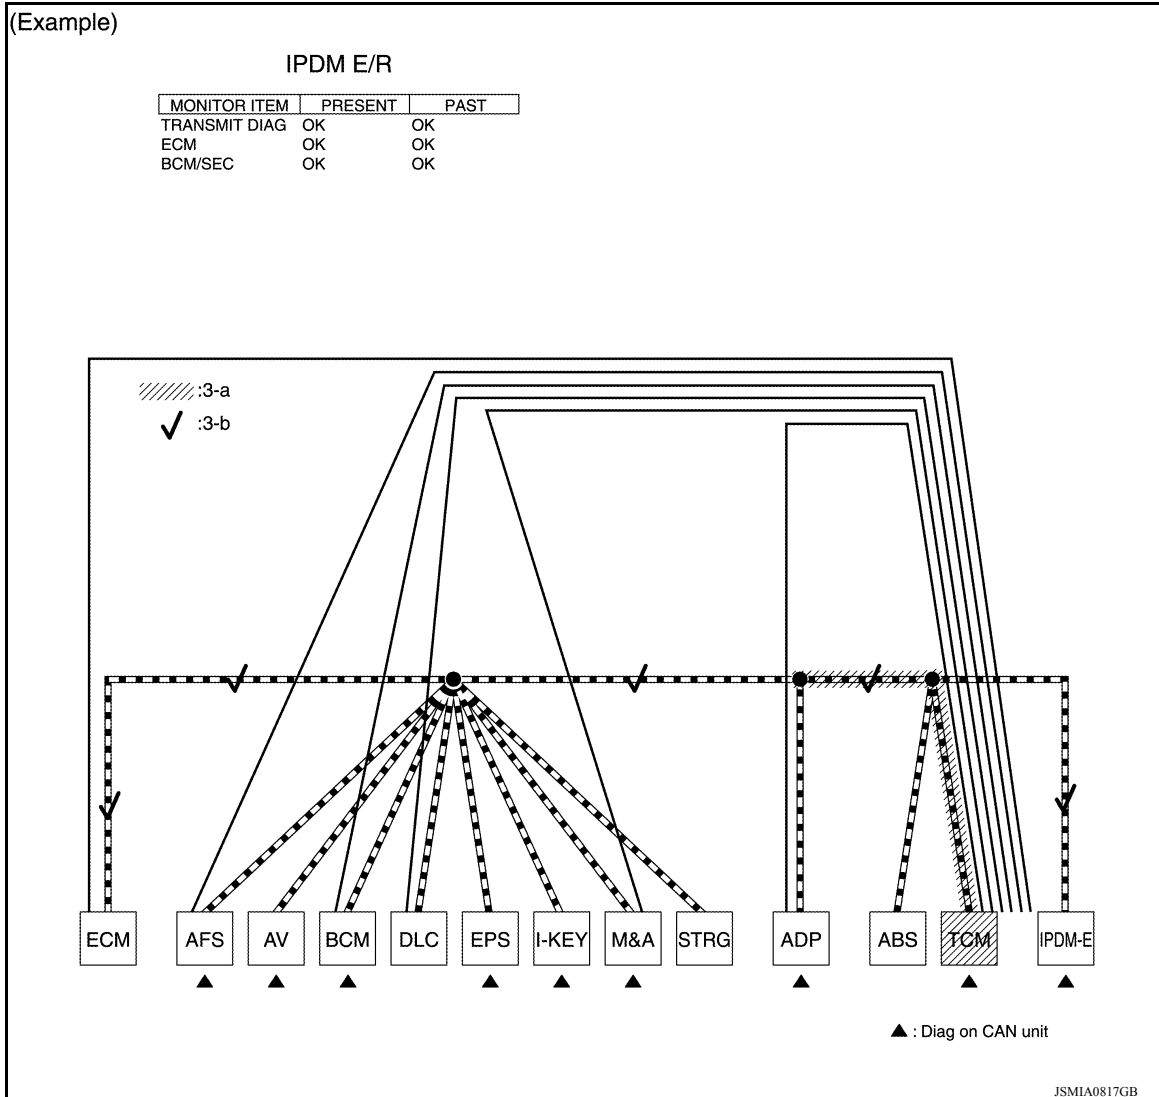 (Example)
IPDM E/R
MONITOR ITEM PRESENT PAST
TRANSMIT DIAG OK OK
ECM OK OK
BCM/SEC OK OK
:3-a
:3-b
ECM AFS AV BCM DLC EPS I-KEY M&A STRG ADP ABS TCM IPDM-E
▲ : Diag on CAN unit
JSMIA0817GB